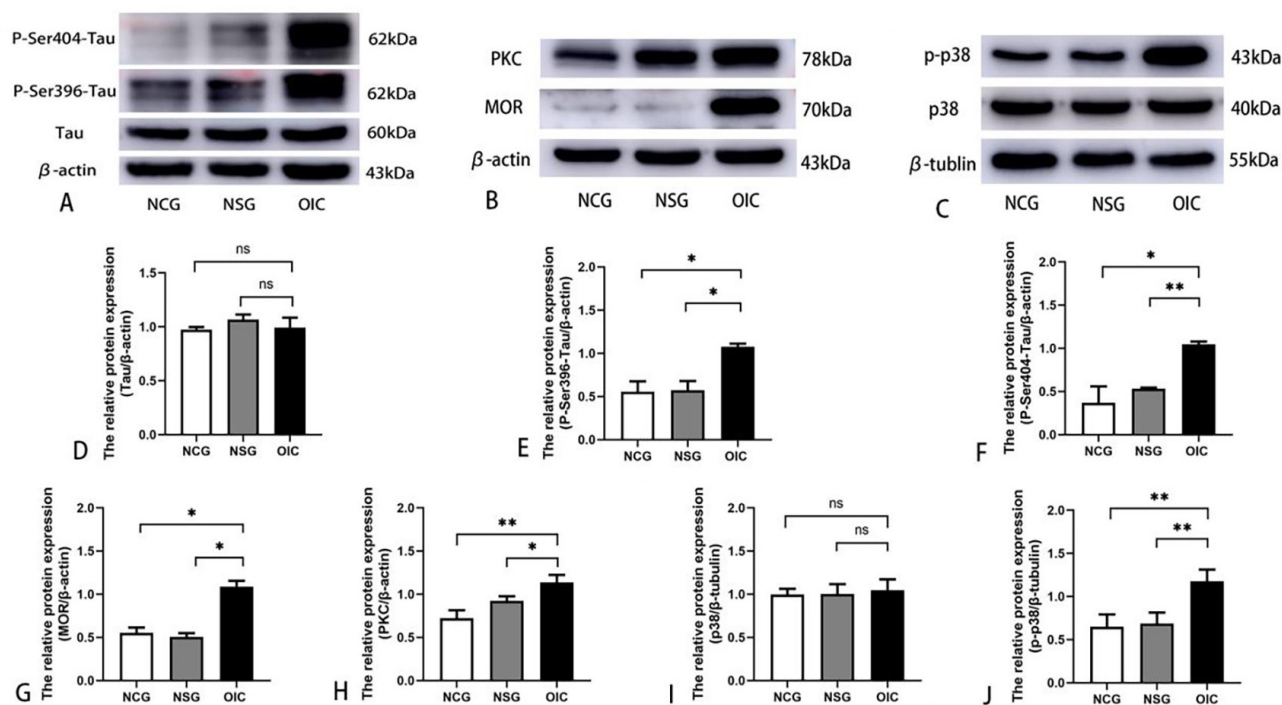 P-Ser404-Tau
62kDa
P-Ser396-Tau
62kDa
Tau
60kDa
β-actin
43kDa
A
NCG
NSG
OIC
PKC
78kDa
MOR
70kDa
β-actin
43kDa
B
NCG
NSG
OIC
p-p38
43kDa
p38
40kDa
β-tublin
55kDa
C
NCG
NSG
OIC
The relative protein expression
(Tau/β-actin)
1.5
1.0
0.5
0.0
ns
ns
NCG
NSG
OIC
D
The relative protein expression
(P-Ser396-Tau/β-actin)
2.0
1.5
1.0
0.5
0.0
*
*
NCG
NSG
OIC
E
The relative protein expression
(P-Ser404-Tau/β-actin)
2.0
1.5
1.0
0.5
0.0
*
**
NCG
NSG
OIC
F
The relative protein expression
(MOR/β-actin)
2.0
1.5
1.0
0.5
0.0
*
*
NCG
NSG
OIC
G
The relative protein expression
(PKC/β-actin)
2.0
1.5
1.0
0.5
0.0
**
*
NCG
NSG
OIC
H
The relative protein expression
(p38/β-tubulin)
2.0
1.5
1.0
0.5
0.0
ns
ns
NCG
NSG
OIC
I
The relative protein expression
(p-p38/β-tubulin)
2.0
1.5
1.0
0.5
0.0
**
**
NCG
NSG
OIC
J